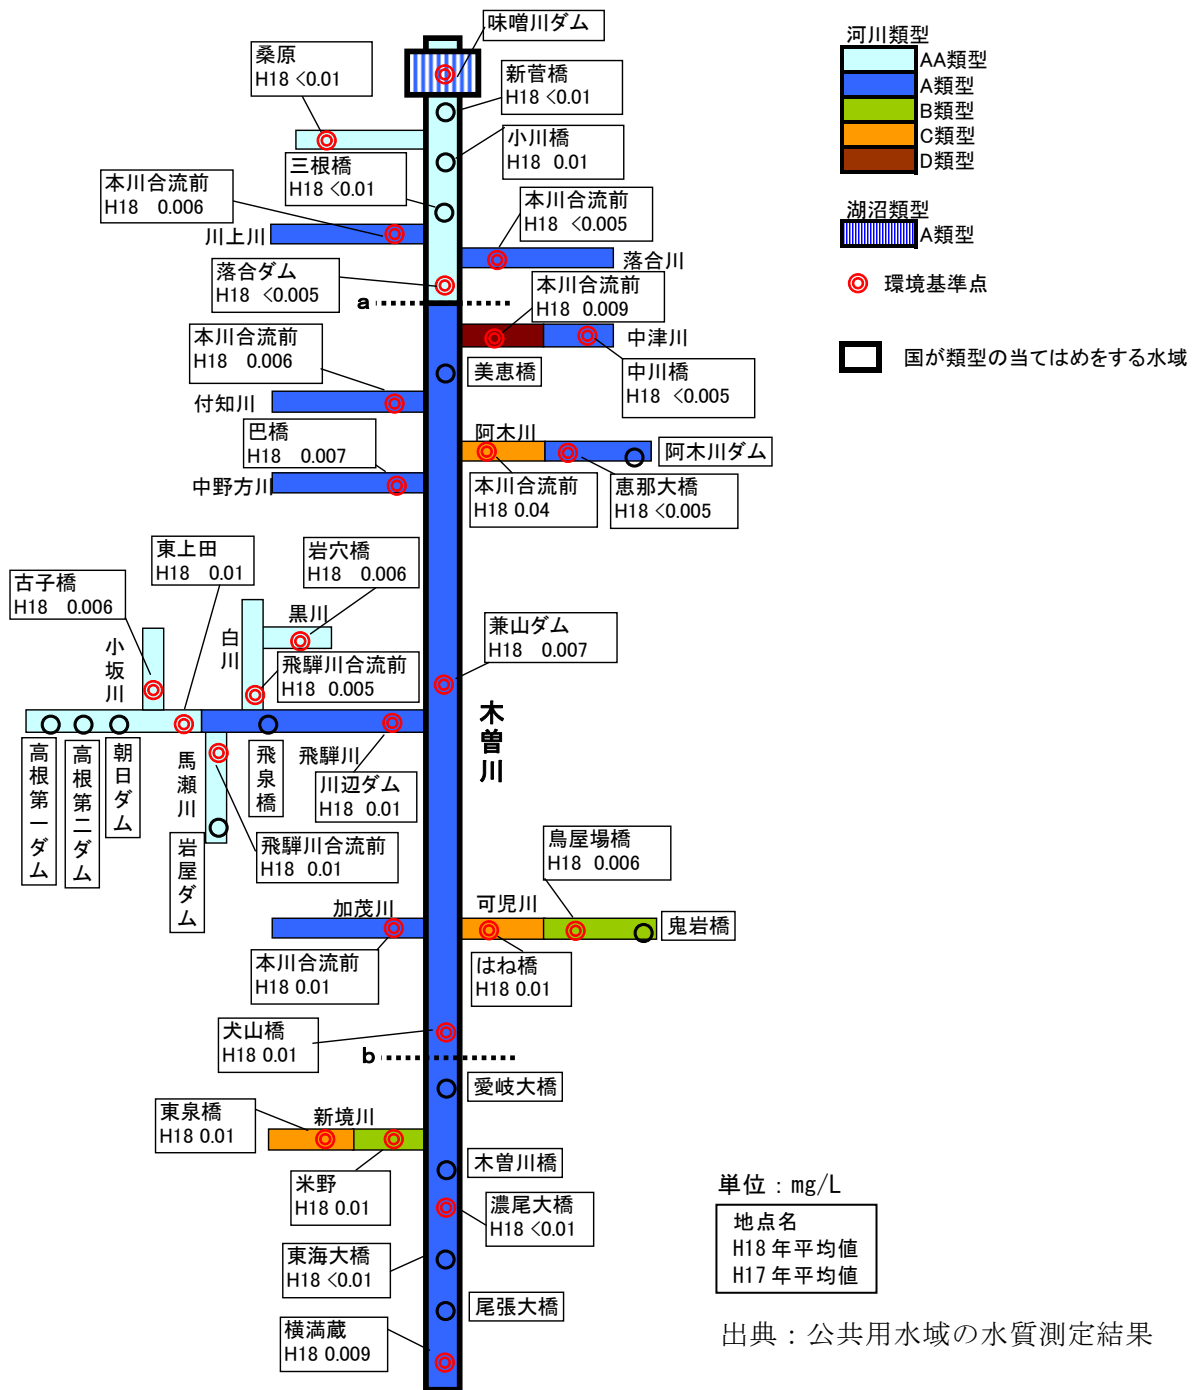 味噌川ダム
桑原
H18 <0.01
新菅橋
H18 <0.01
小川橋
H18 0.01
三根橋
H18 <0.01
本川合流前
H18 0.006
川上川
本川合流前
H18 <0.005
落合川
落合ダム
H18 <0.005
a
本川合流前
H18 0.009
中津川
本川合流前
H18 0.006
美恵橋
中川橋
H18 <0.005
付知川
巴橋
H18 0.007
阿木川
阿木川ダム
中野方川
本川合流前
H18 0.04
恵那大橋
H18 <0.005
東上田
H18 0.01
岩穴橋
H18 0.006
古子橋
H18 0.006
黒川
小坂川
白川
飛騨川合流前
H18 0.005
兼山ダム
H18 0.007
木曽川
高根第一ダム
高根第二ダム
朝日ダム
馬瀬川
飛泉橋
飛騨川
川辺ダム
H18 0.01
岩屋ダム
飛騨川合流前
H18 0.01
鳥屋場橋
H18 0.006
加茂川
可児川
鬼岩橋
本川合流前
H18 0.01
はね橋
H18 0.01
犬山橋
H18 0.01
b
愛岐大橋
東泉橋
H18 0.01
新境川
米野
H18 0.01
木曽川橋
濃尾大橋
H18 <0.01
東海大橋
H18 <0.01
尾張大橋
横満蔵
H18 0.009
河川類型
AA類型
A類型
B類型
C類型
D類型
湖沼類型
A類型
環境基準点
国が類型の当てはめをする水域
単位：mg/L
地点名
H18年平均値
H17年平均値
出典：公共用水域の水質測定結果